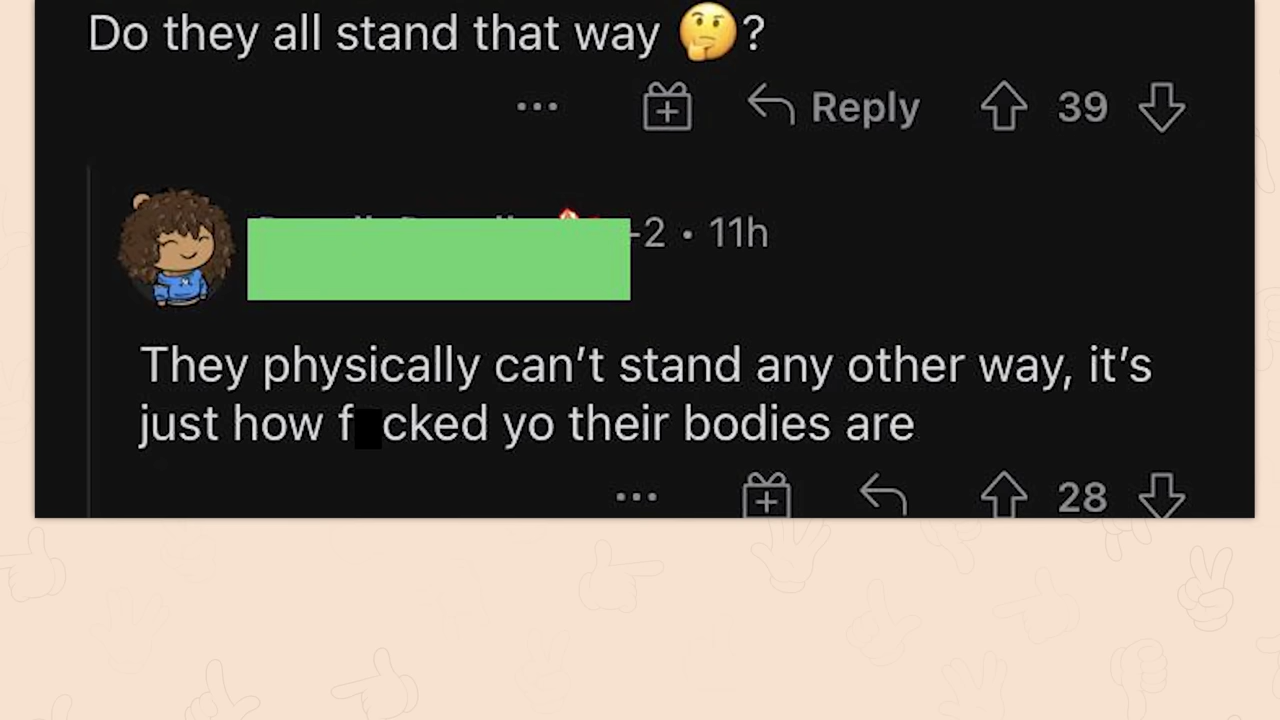 Do they all stand that way 🤔?
... Reply 39
-2 • 11h
They physically can't stand any other way, it's
just how f cked yo their bodies are
... 28